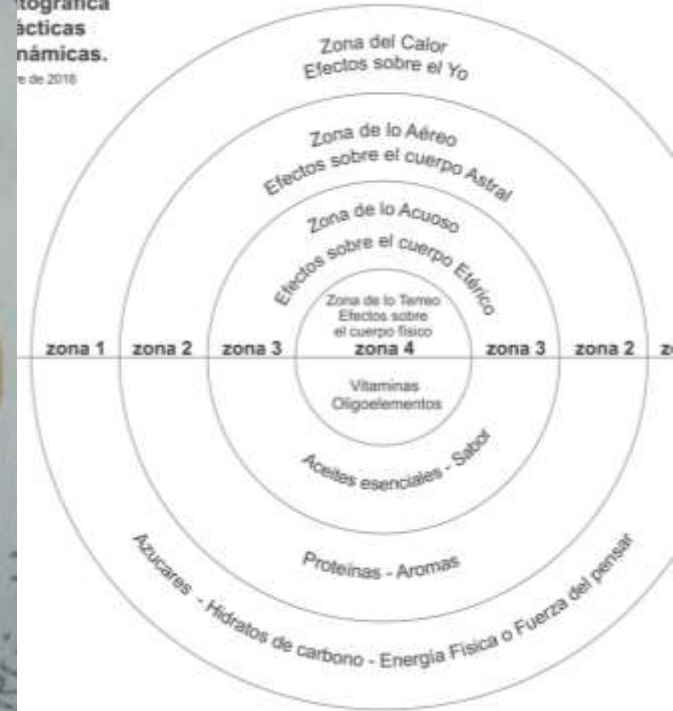 ácticas
námicas.
re de 2018
Zona del Calor
Efectos sobre el Yo
Zona de lo Aéreo
Efectos sobre el cuerpo Astral
Zona de lo Acuoso
Efectos sobre el cuerpo Etérico
Zona de lo Terreo
Efectos sobre
el cuerpo físico
zona 1 zona 2 zona 3 zona 4 zona 3 zona 2
Vitaminas
Oligoelementos
Aceites esenciales - Sabor
Proteínas - Aromas
Azucares - Hidratos de carbono - Energía Física o Fuerza del pensar